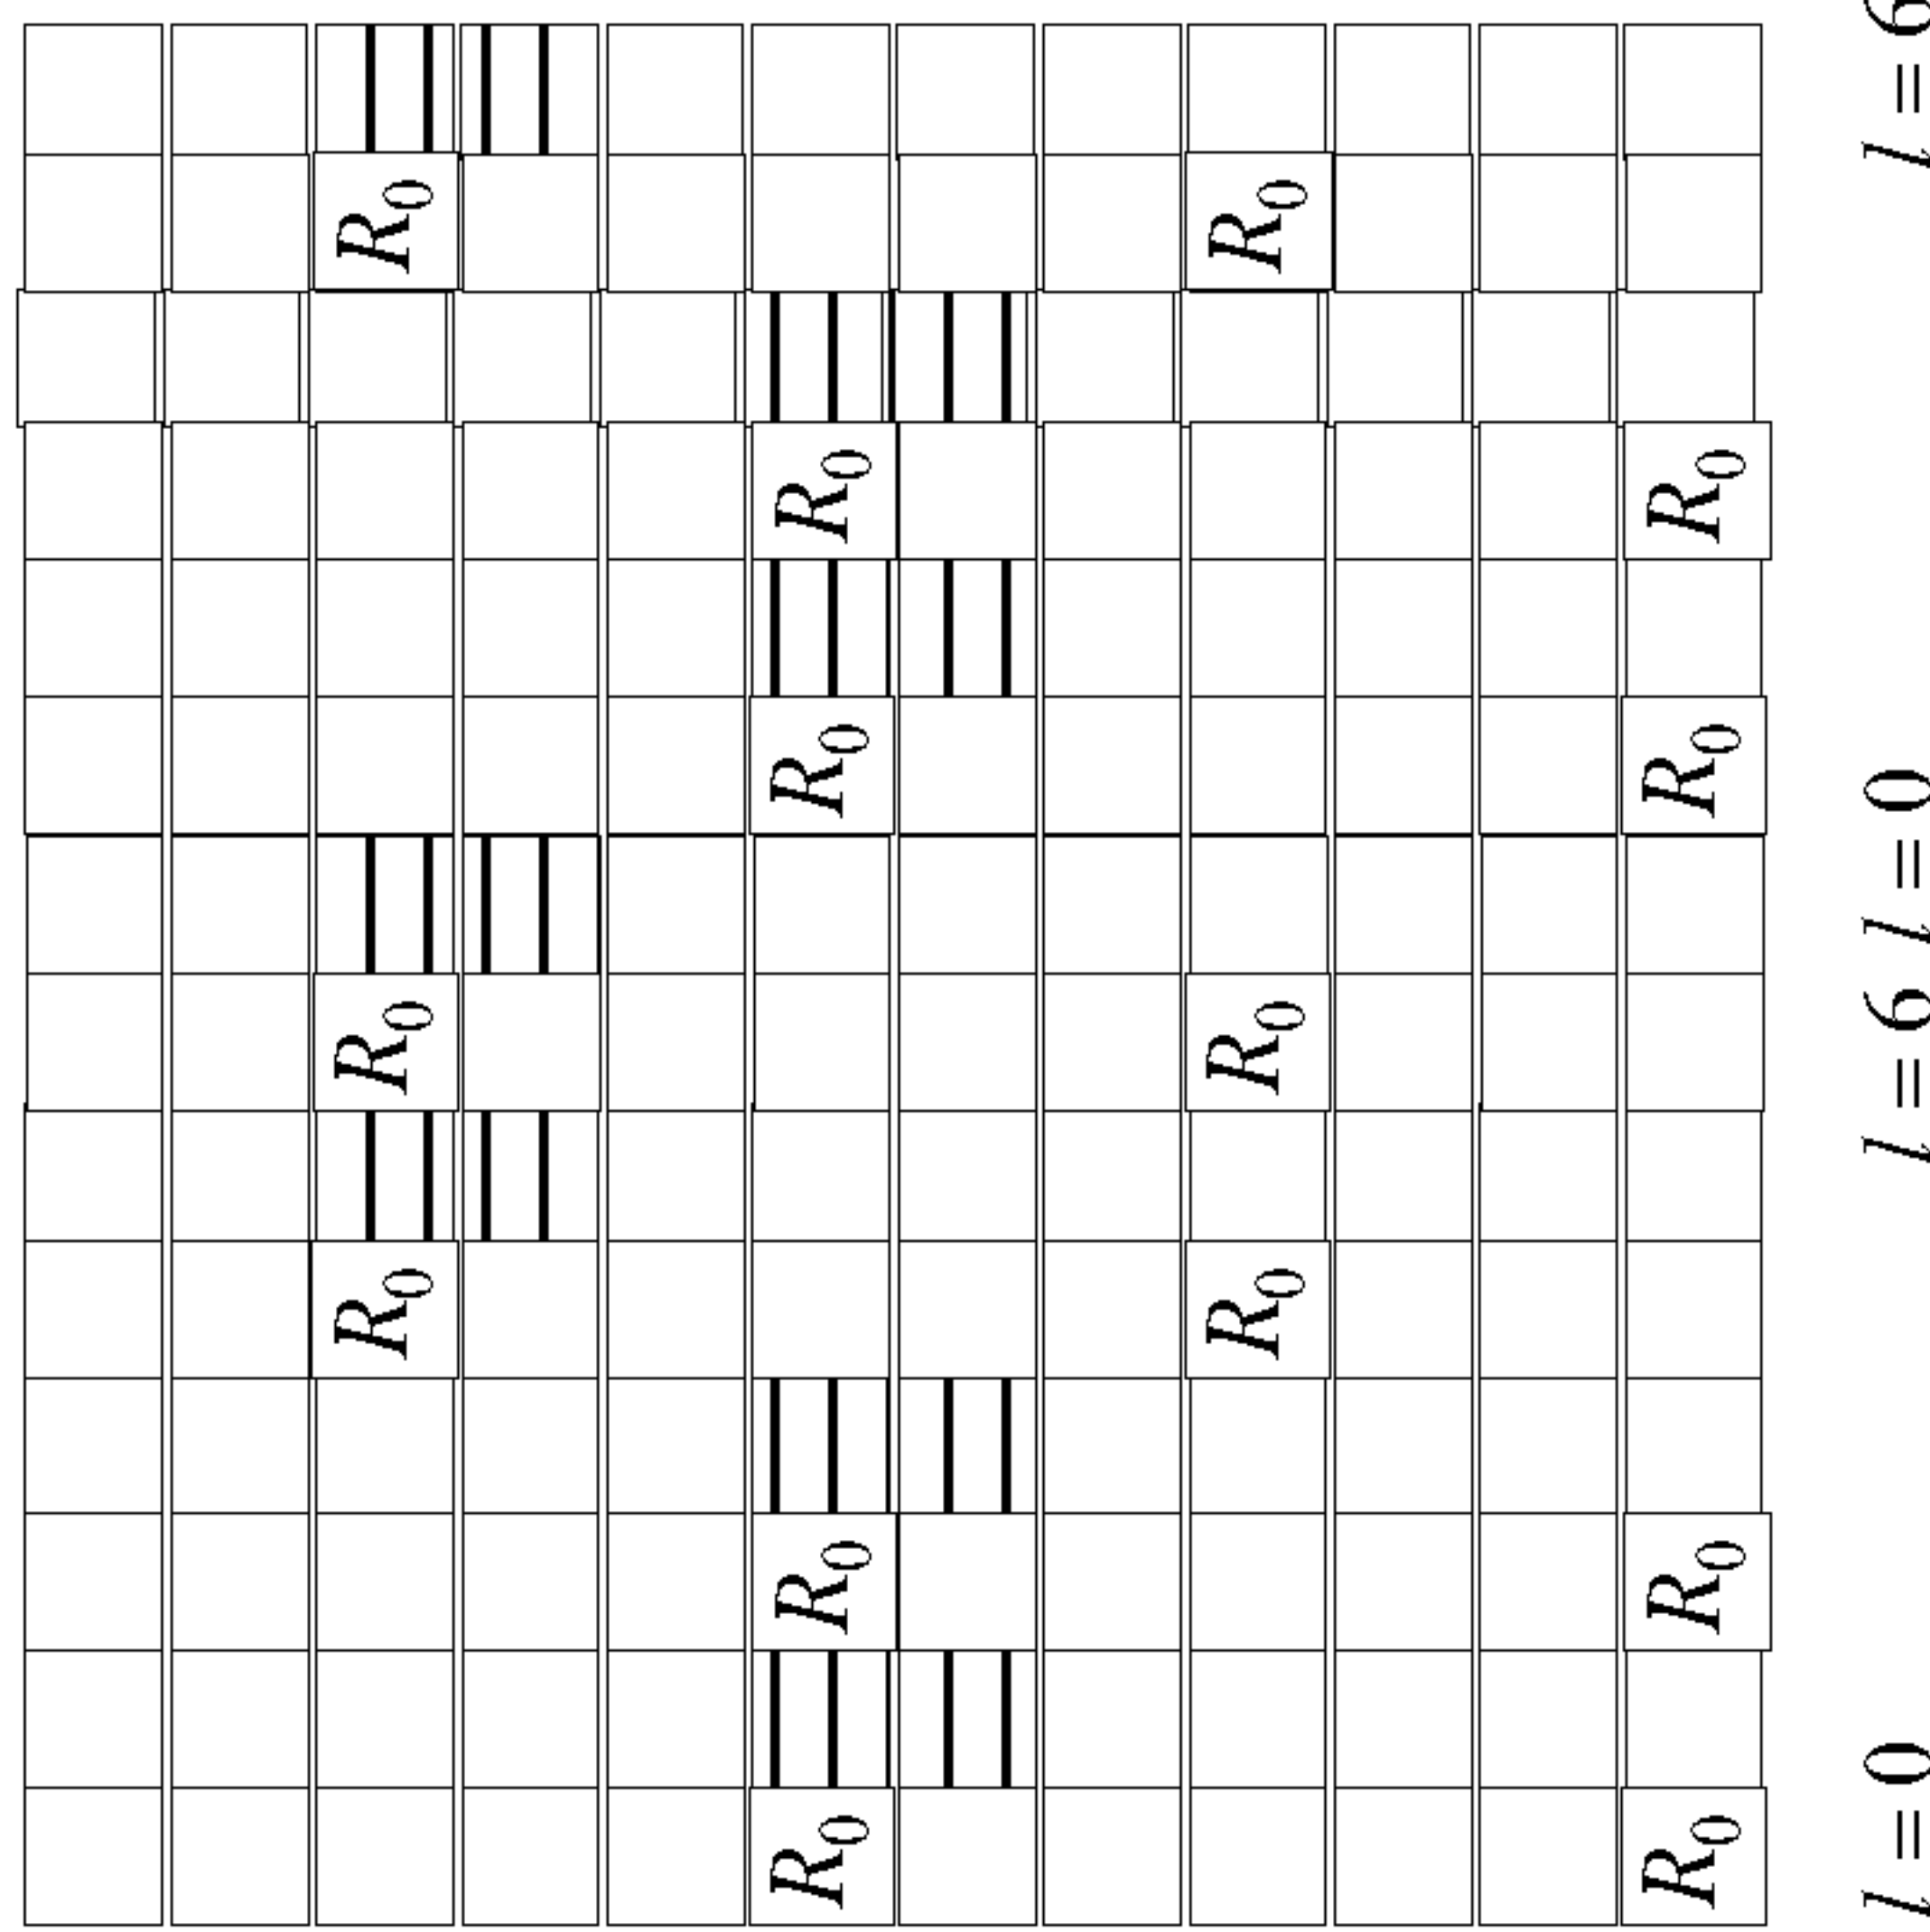 R₀ R₀ R₀
R₀ R₀ R₀ R₀
R₀ R₀ R₀
R₀ R₀ R₀ R₀
l = 0 l = 6 l = 0 l = 6